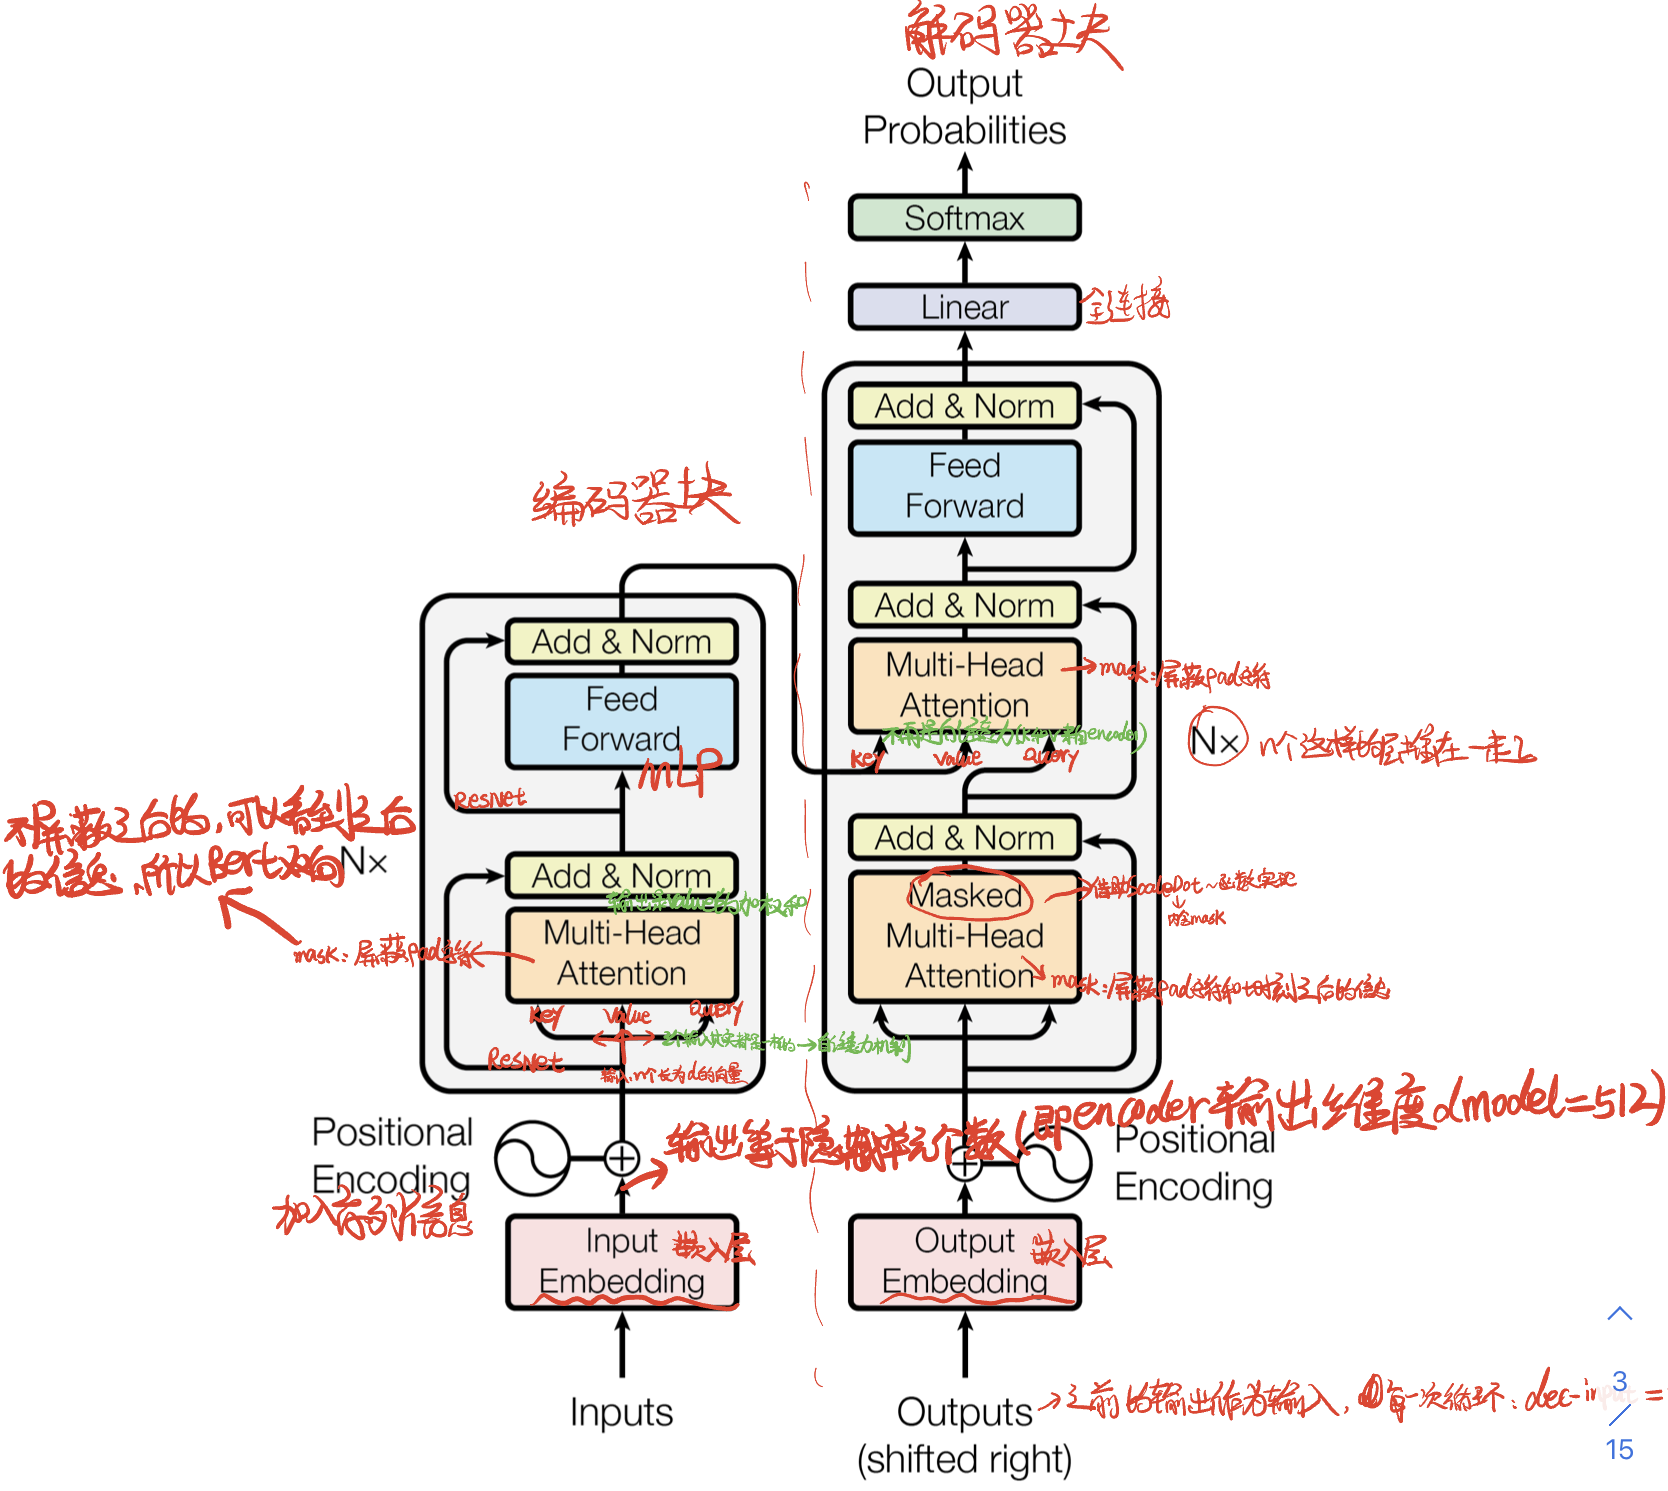 解码器块
Output
Probabilities
Softmax
Linear
全连接
Add & Norm
Feed
Forward
Add & Norm
Multi-Head
Attention
→mask:屏蔽pad字符
不再是自注意力(k和v来自encoder)
Key
value
Query
Nx
n个这样的层堆在一起
Add & Norm
Masked
Multi-Head
Attention
借助ScaleDot~函数实现
↓
内含mask
mask:屏蔽pad字符和t时刻之后的信息
编码器块
Add & Norm
Feed
Forward
MLP
ResNet
不屏蔽之后的,可以看到之后
的信息,所以Bert双向
Nx
Add & Norm
输出是value的加权和
Multi-Head
Attention
mask:屏蔽pad
Key
Value
Query
3个输入其实都是一样的→自注意力机制
ResNet
输入:n个长为d的向量
Positional
Encoding
加入序列信息
输出等于隐藏单元个数(即encoder输出维度dmodel=512)
Positional
Encoding
Input
Embedding
嵌入层
Output
Embedding
嵌入层
Inputs
Outputs
(shifted right)
→之前的输出作为输入,每一次循环:dec-input =
3
/
15